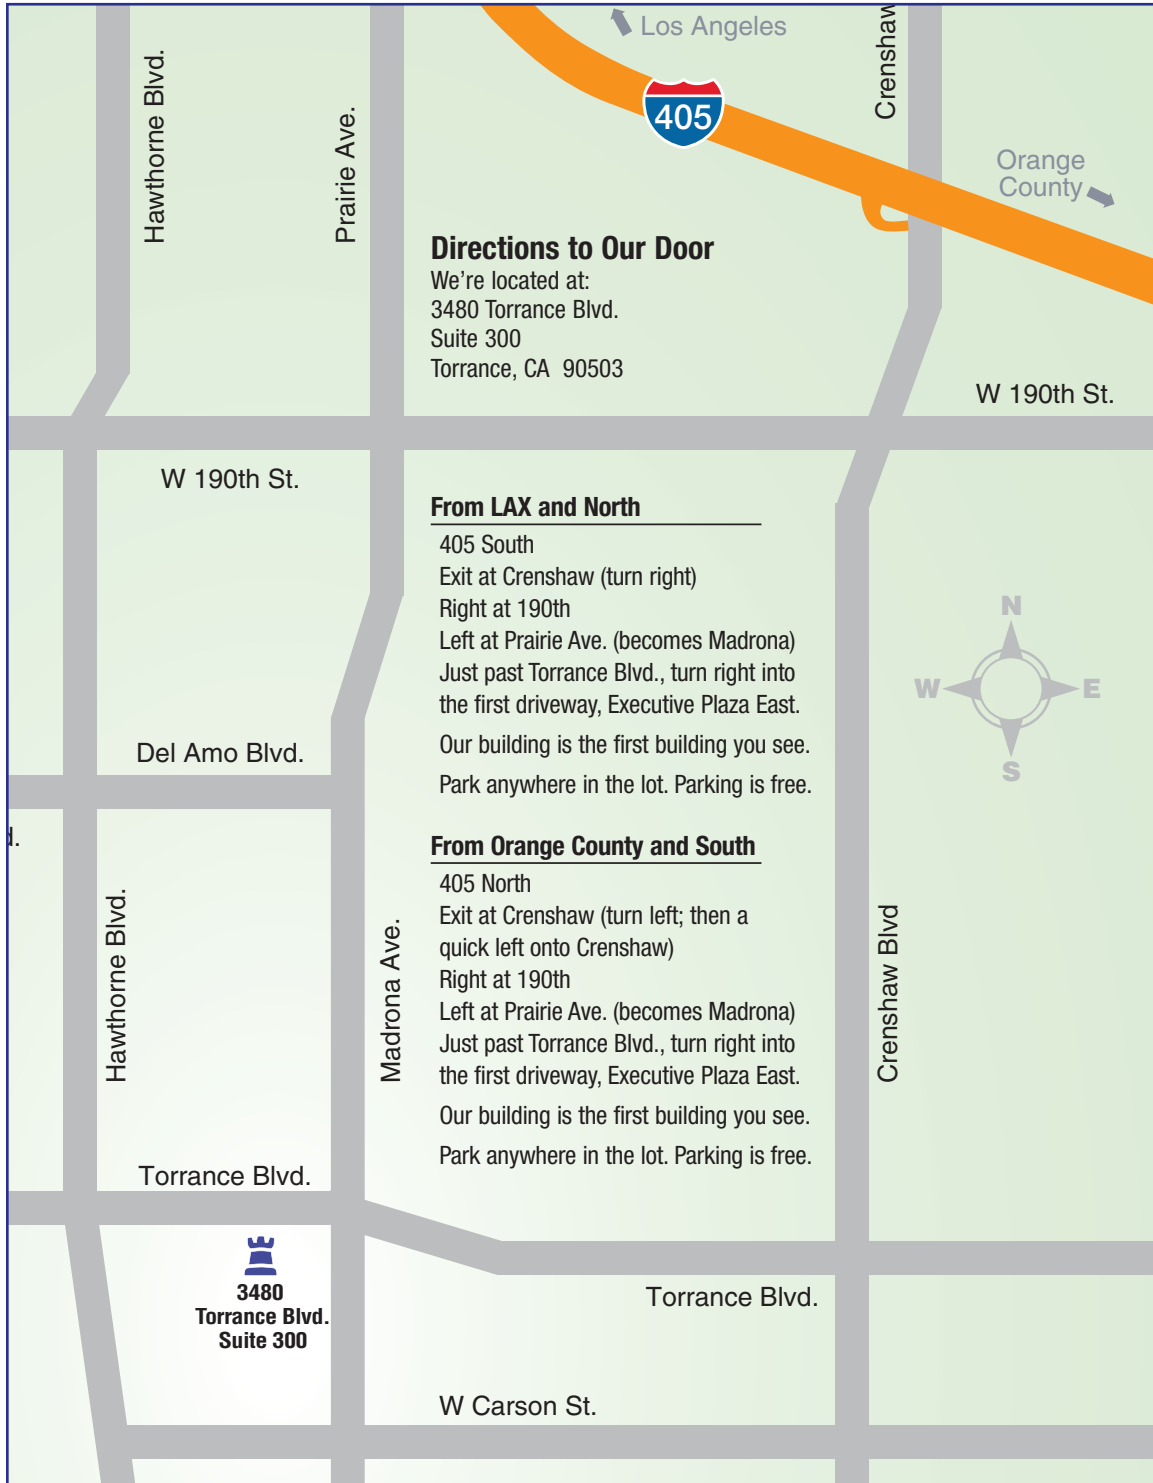 Los Angeles
405
Crenshaw
Orange
County
Hawthorne Blvd.
Prairie Ave.
Directions to Our Door
We're located at:
3480 Torrance Blvd.
Suite 300
Torrance, CA  90503
W 190th St.
W 190th St.
From LAX and North
405 South
Exit at Crenshaw (turn right)
Right at 190th
Left at Prairie Ave. (becomes Madrona)
Just past Torrance Blvd., turn right into
the first driveway, Executive Plaza East.
Our building is the first building you see.
Park anywhere in the lot. Parking is free.
N
W
E
S
Del Amo Blvd.
d.
From Orange County and South
405 North
Exit at Crenshaw (turn left; then a
quick left onto Crenshaw)
Right at 190th
Left at Prairie Ave. (becomes Madrona)
Just past Torrance Blvd., turn right into
the first driveway, Executive Plaza East.
Our building is the first building you see.
Park anywhere in the lot. Parking is free.
Hawthorne Blvd.
Madrona Ave.
Crenshaw Blvd
Torrance Blvd.
3480
Torrance Blvd.
Suite 300
Torrance Blvd.
W Carson St.